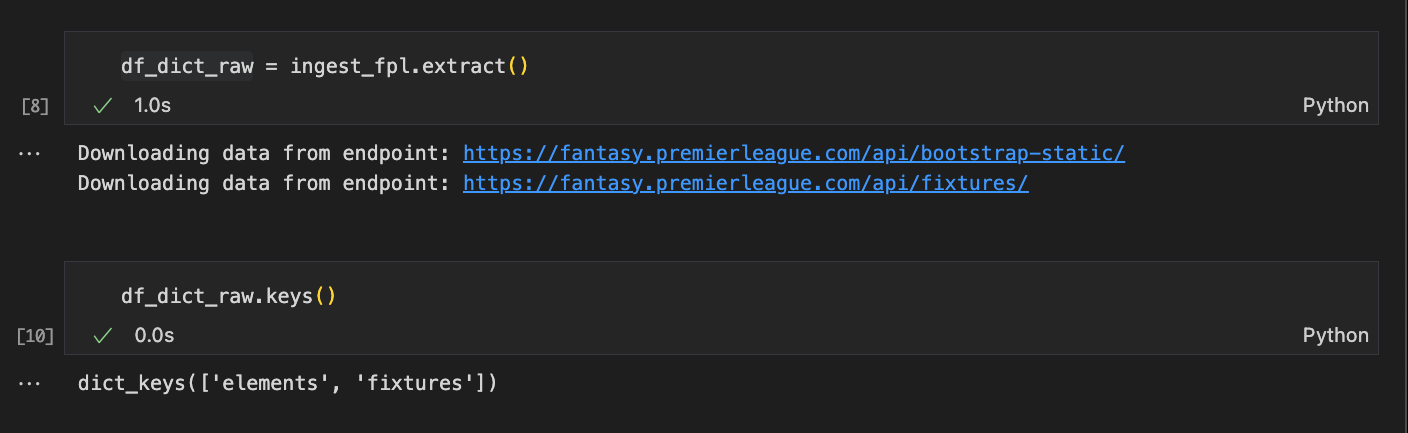 df_dict_raw = ingest_fpl.extract()
[8]
1.0s
Python
Downloading data from endpoint: https://fantasy.premierleague.com/api/bootstrap-static/
Downloading data from endpoint: https://fantasy.premierleague.com/api/fixtures/
df_dict_raw.keys()
[10]
0.0s
Python
dict_keys(['elements', 'fixtures'])